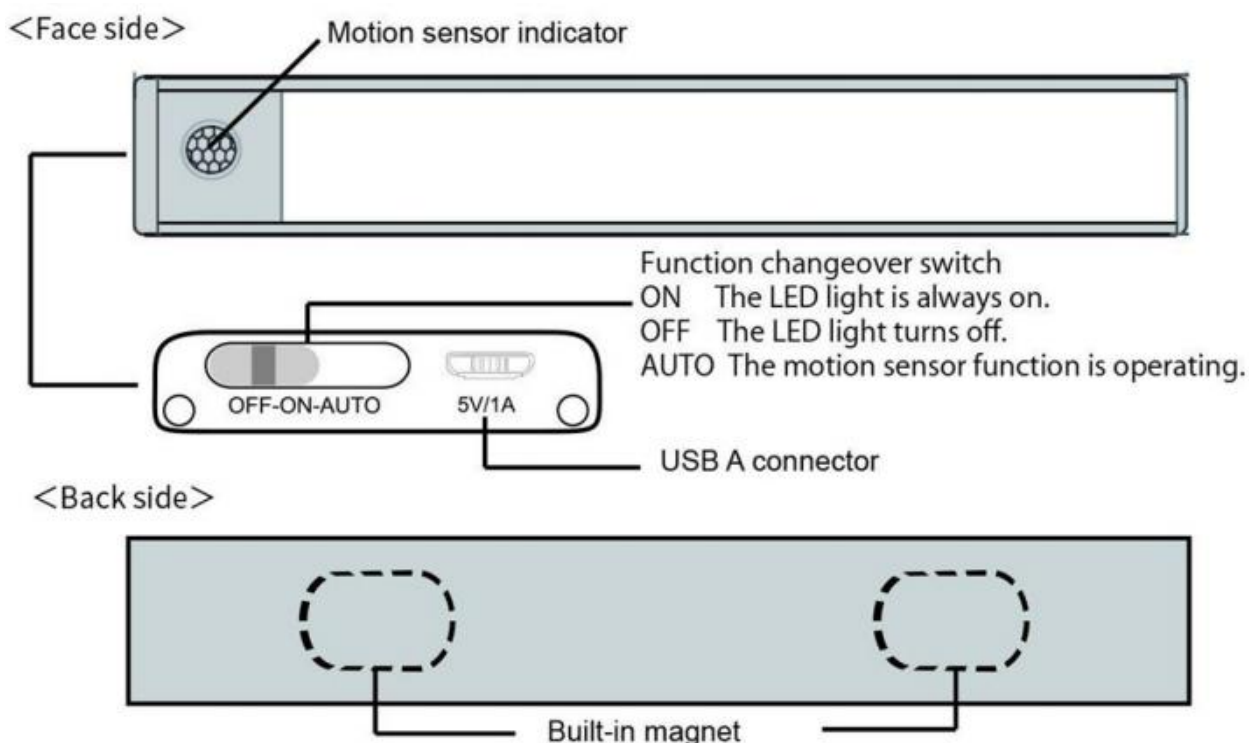 ＜Face side＞
Motion sensor indicator
Function changeover switch
ON The LED light is always on.
OFF The LED light turns off.
AUTO The motion sensor function is operating.
OFF-ON-AUTO
5V/1A
USB A connector
＜Back side＞
Built-in magnet